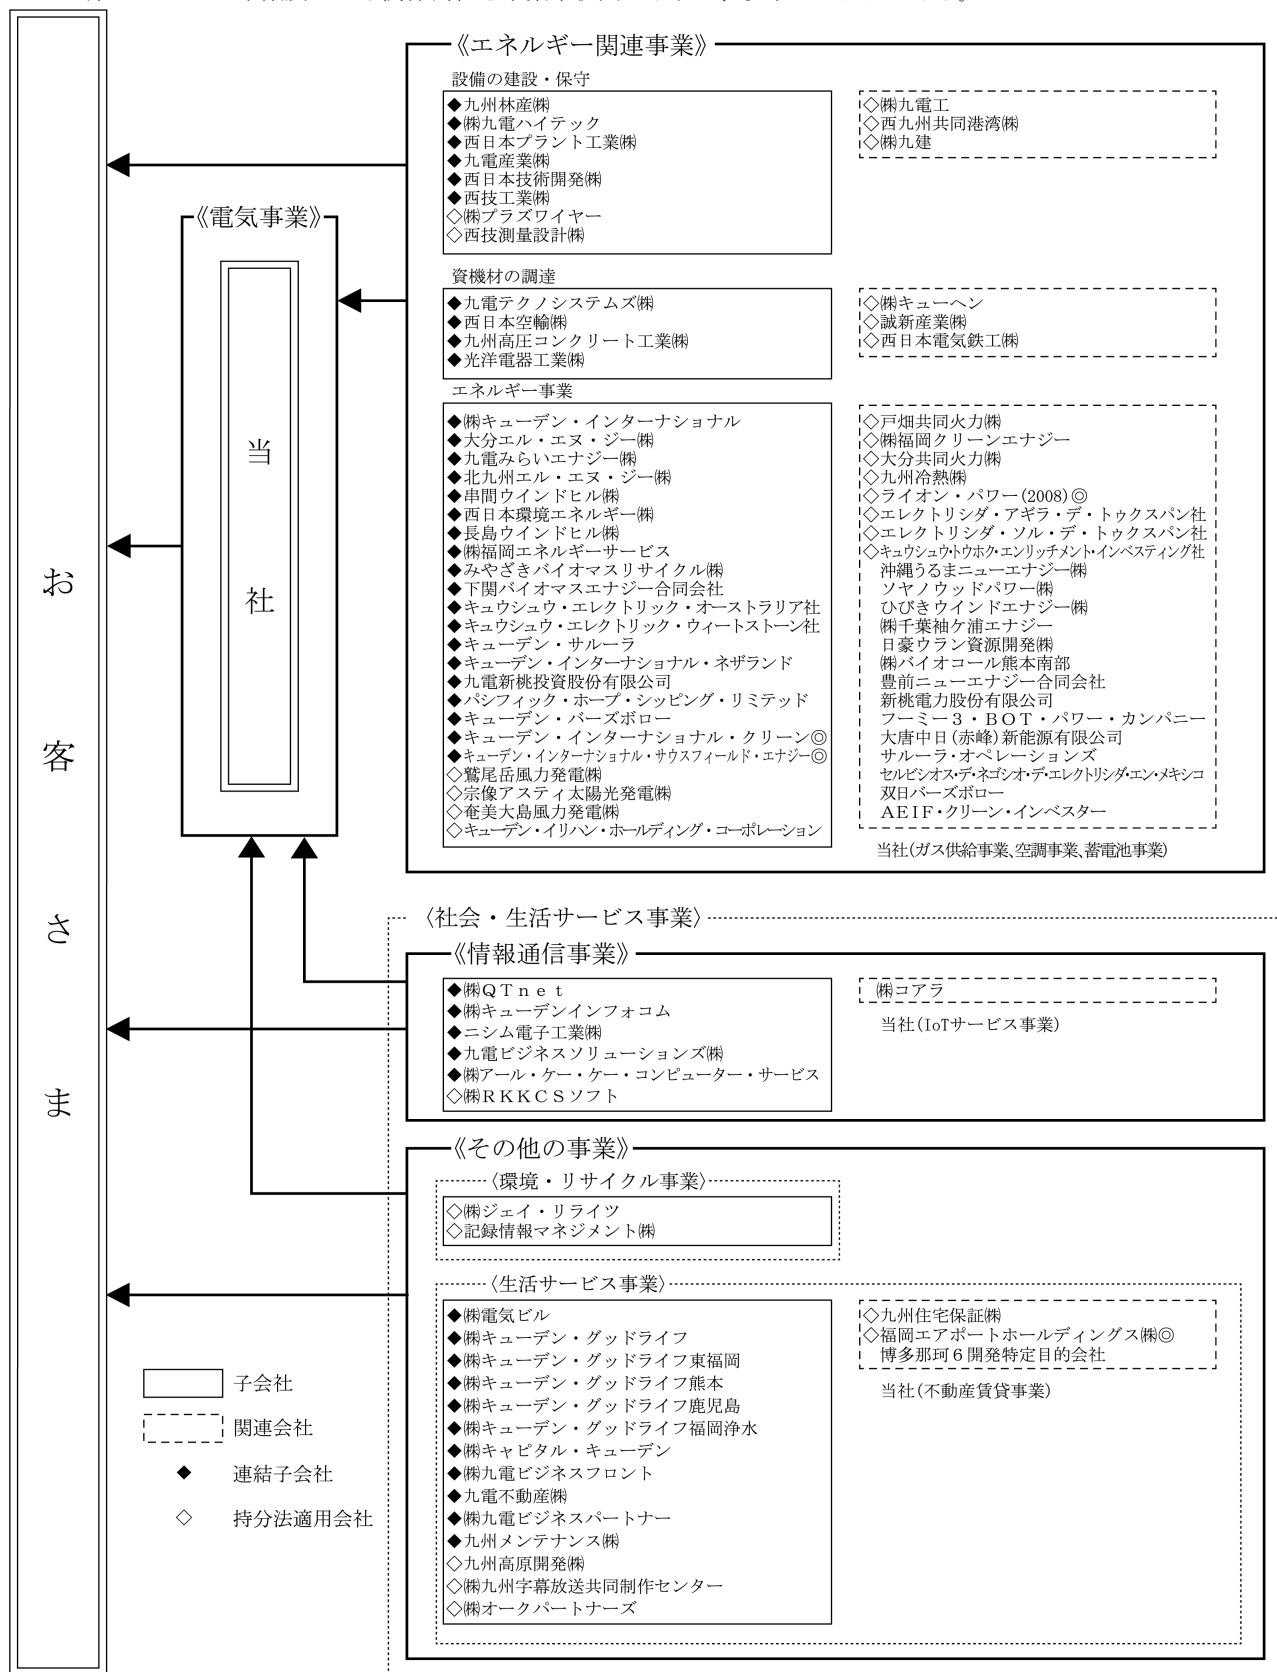 《エネルギー関連事業》
設備の建設・保守
◆九州林産㈱
◆㈱九電ハイテック
◆西日本プラント工業㈱
◆九電産業㈱
◆西日本技術開発㈱
◆西技工業㈱
◇㈱プラズワイヤー
◇西技測量設計㈱
◇㈱九電工
◇西九州共同港湾㈱
◇㈱九建
資機材の調達
◆九電テクノシステムズ㈱
◆西日本空輸㈱
◆九州高圧コンクリート工業㈱
◆光洋電器工業㈱
◇㈱キューヘン
◇誠新産業㈱
◇西日本電気鉄工㈱
エネルギー事業
◆㈱キューデン・インターナショナル
◆大分エル・エヌ・ジー㈱
◆九電みらいエナジー㈱
◆北九州エル・エヌ・ジー㈱
◆串間ウインドヒル㈱
◆西日本環境エネルギー㈱
◆長島ウインドヒル㈱
◆㈱福岡エネルギーサービス
◆みやざきバイオマスリサイクル㈱
◆下関バイオマスエナジー合同会社
◆キュウシュウ・エレクトリック・オーストラリア社
◆キュウシュウ・エレクトリック・ウィートストーン社
◆キューデン・サルーラ
◆キューデン・インターナショナル・ネザランド
◆九電新桃投資股份有限公司
◆パシフィック・ホープ・シッピング・リミテッド
◆キューデン・バーズボロー
◆キューデン・インターナショナル・クリーン◎
◆キューデン・インターナショナル・サウスフィールド・エナジー◎
◇鷲尾岳風力発電㈱
◇宗像アスティ太陽光発電㈱
◇奄美大島風力発電㈱
◇キューデン・イリハン・ホールディング・コーポレーション
◇戸畑共同火力㈱
◇㈱福岡クリーンエナジー
◇大分共同火力㈱
◇九州冷熱㈱
◇ライオン・パワー(2008)◎
◇エレクトリシダ・アギラ・デ・トゥクスパン社
◇エレクトリシダ・ソル・デ・トゥクスパン社
◇キュウシュウ・トウホク・エンリッチメント・インベスティング社
沖縄うるまニューエナジー㈱
ソヤノウッドパワー㈱
ひびきウインドエナジー㈱
㈱千葉袖ケ浦エナジー
日豪ウラン資源開発㈱
㈱バイオコール熊本南部
豊前ニューエナジー合同会社
新桃電力股份有限公司
フーミー3・BOT・パワー・カンパニー
大唐中日(赤峰)新能源有限公司
サルーラ・オペレーションズ
セルビシオス・デ・ネゴシオ・デ・エレクトリシダ・エン・メキシコ
双日バーズボロー
AEIF・クリーン・インベスター
当社(ガス供給事業、空調事業、蓄電池事業)
《電気事業》
当社
お客さま
〈社会・生活サービス事業〉
《情報通信事業》
◆㈱QTnet
◆㈱キューデンインフォコム
◆ニシム電子工業㈱
◆九電ビジネスソリューションズ㈱
◆㈱アール・ケー・ケー・コンピューター・サービス
◇㈱RKKCSソフト
㈱コアラ
当社(IoTサービス事業)
《その他の事業》
〈環境・リサイクル事業〉
◇㈱ジェイ・リライツ
◇記録情報マネジメント㈱
〈生活サービス事業〉
◆㈱電気ビル
◆㈱キューデン・グッドライフ
◆㈱キューデン・グッドライフ東福岡
◆㈱キューデン・グッドライフ熊本
◆㈱キューデン・グッドライフ鹿児島
◆㈱キューデン・グッドライフ福岡浄水
◆㈱キャピタル・キューデン
◆㈱九電ビジネスフロント
◆九電不動産㈱
◆㈱九電ビジネスパートナー
◆九州メンテナンス㈱
◇九州高原開発㈱
◇㈱九州字幕放送共同制作センター
◇㈱オークパートナーズ
◇九州住宅保証㈱
◇福岡エアポートホールディングス㈱◎
博多那珂6開発特定目的会社
当社(不動産賃貸事業)
子会社
関連会社
◆ 連結子会社
◇ 持分法適用会社